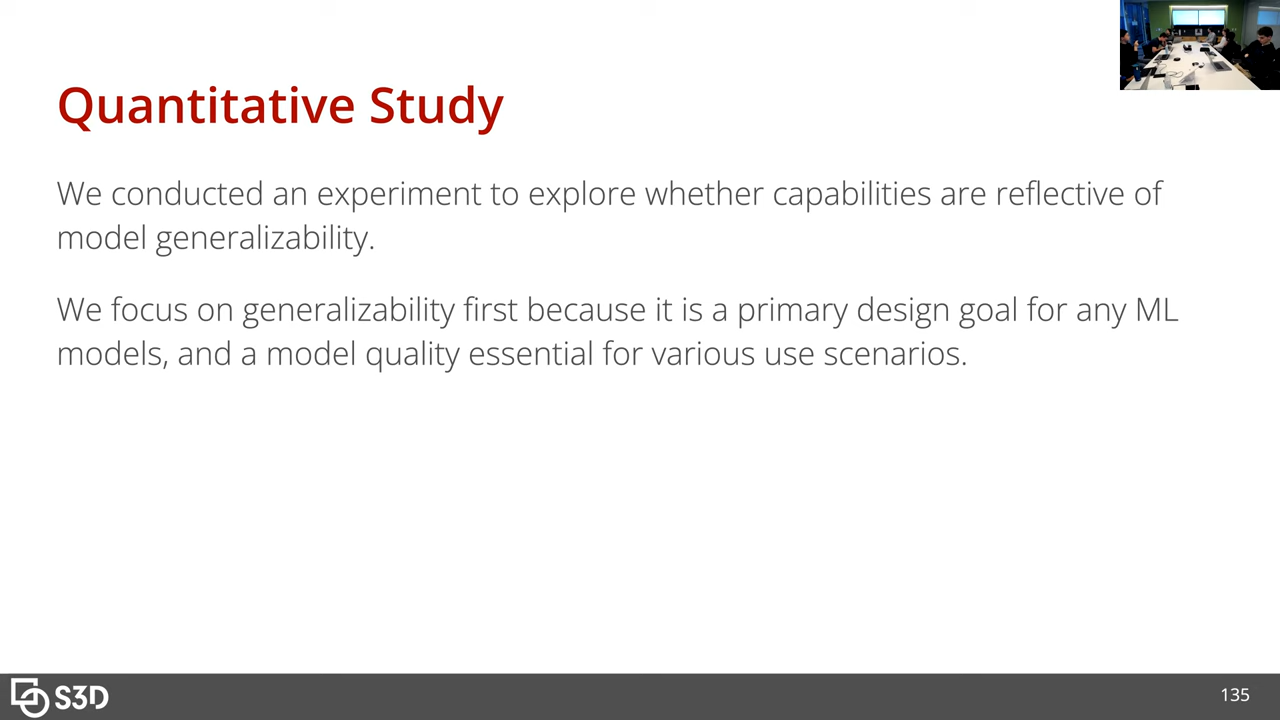 Quantitative Study
We conducted an experiment to explore whether capabilities are reflective of
model generalizability.
We focus on generalizability first because it is a primary design goal for any ML
models, and a model quality essential for various use scenarios.
S3D
135